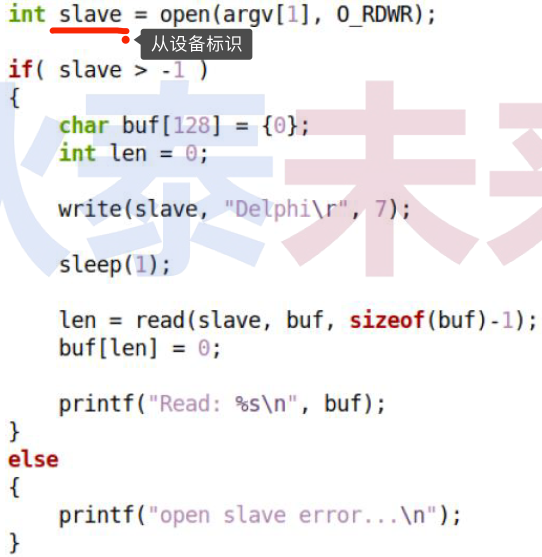 int slave = open(argv[1], O_RDWR);
从设备标识
if( slave > -1 )
{
char buf[128] = {0};
int len = 0;
write(slave, "Delphi\r", 7);
sleep(1);
len = read(slave, buf, sizeof(buf)-1);
buf[len] = 0;
printf("Read: %s\n", buf);
}
else
{
printf("open slave error...\n");
}
泰未